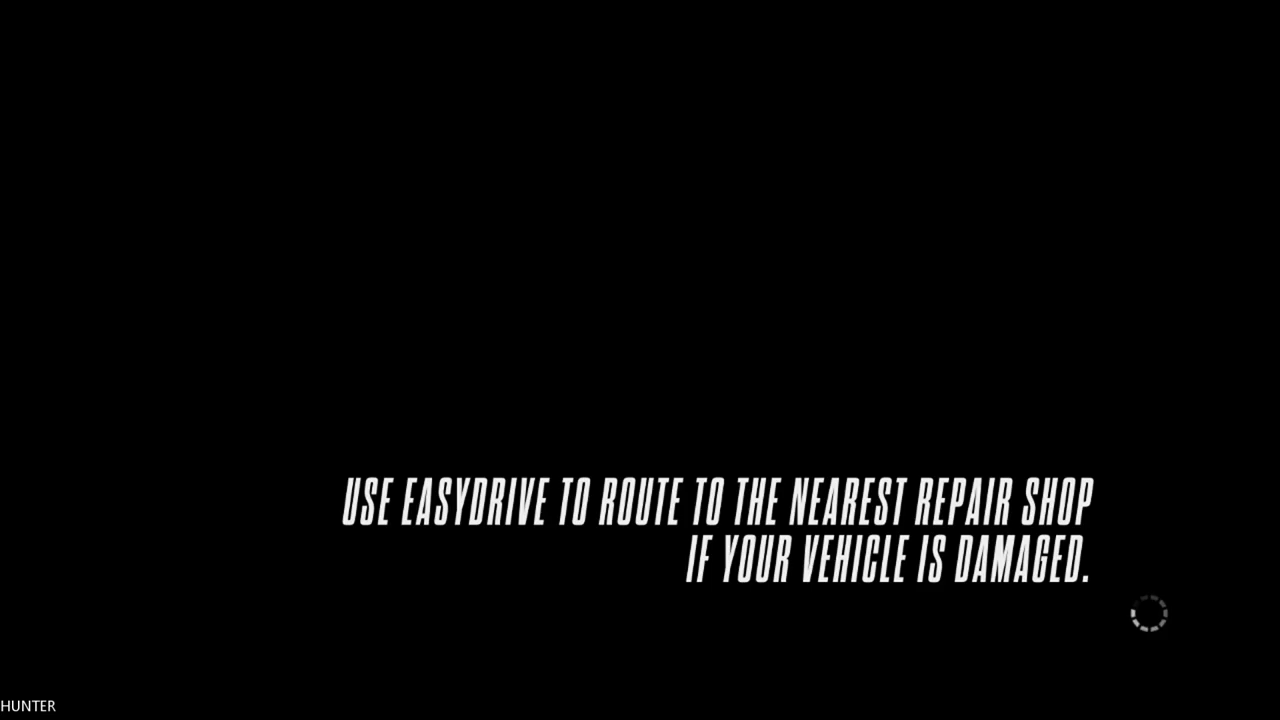 USE EASYDRIVE TO ROUTE TO THE NEAREST REPAIR SHOP
IF YOUR VEHICLE IS DAMAGED.
HUNTER